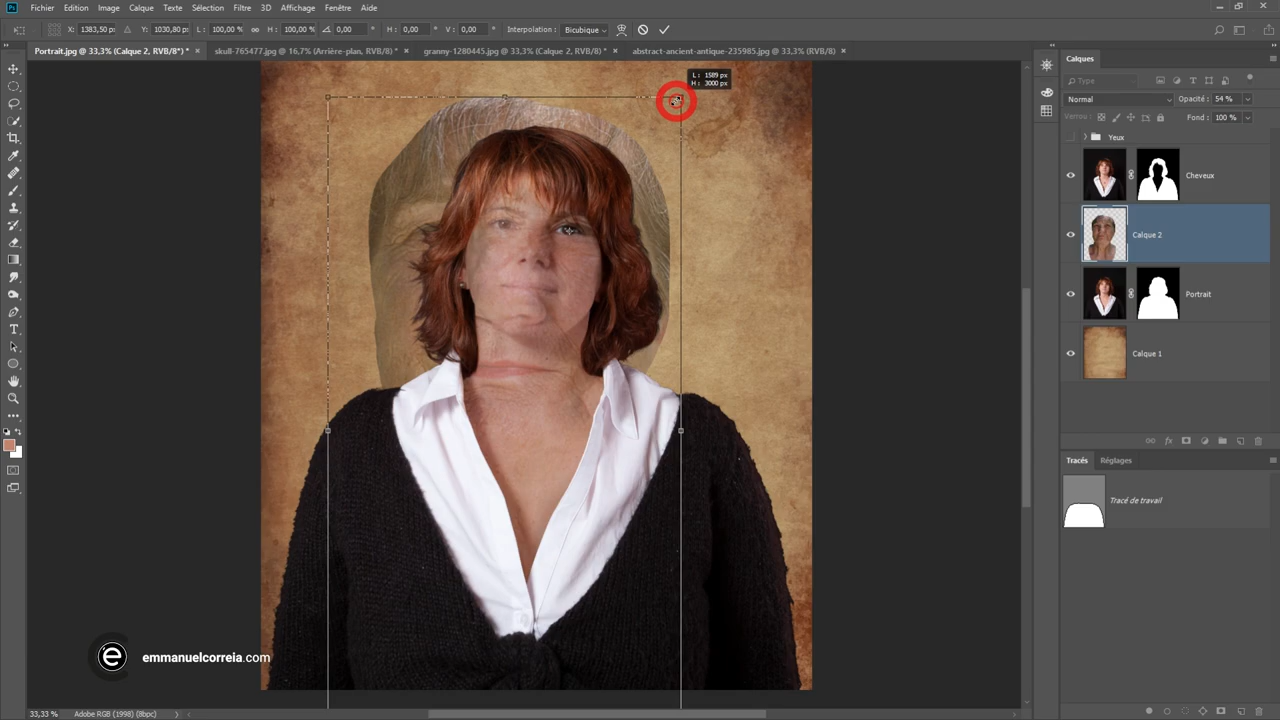 Ps Fichier Edition Image Calque Texte Sélection Filtre 3D Affichage Fenêtre Aide
X: 1383,50 px Y: 1030,80 px L: 100,00 % H: 100,00 % 0,00 ° H: 0,00 ° V: 0,00 ° Interpolation : Bicubique
Portrait.jpg @ 33,3% (Calque 2, RVB/8*) * × skull-765477.jpg @ 16,7% (Arrière-plan, RVB/8) * × granny-1280445.jpg @ 33,3% (Calque 2, RVB/8) * × abstract-ancient-antique-235985.jpg @ 33,3% (RVB/8) ×
Calques
Type
Normal Opacité : 54 %
Verrou : Fond : 100 %
Yeux
Cheveux
Calque 2
Portrait
Calque 1
L : 1589 px
H : 3000 px
fx
Tracés Réglages
Tracé de travail
T
e emmanuelcorreia.com
33,33 % Adobe RGB (1998) (8bpc)